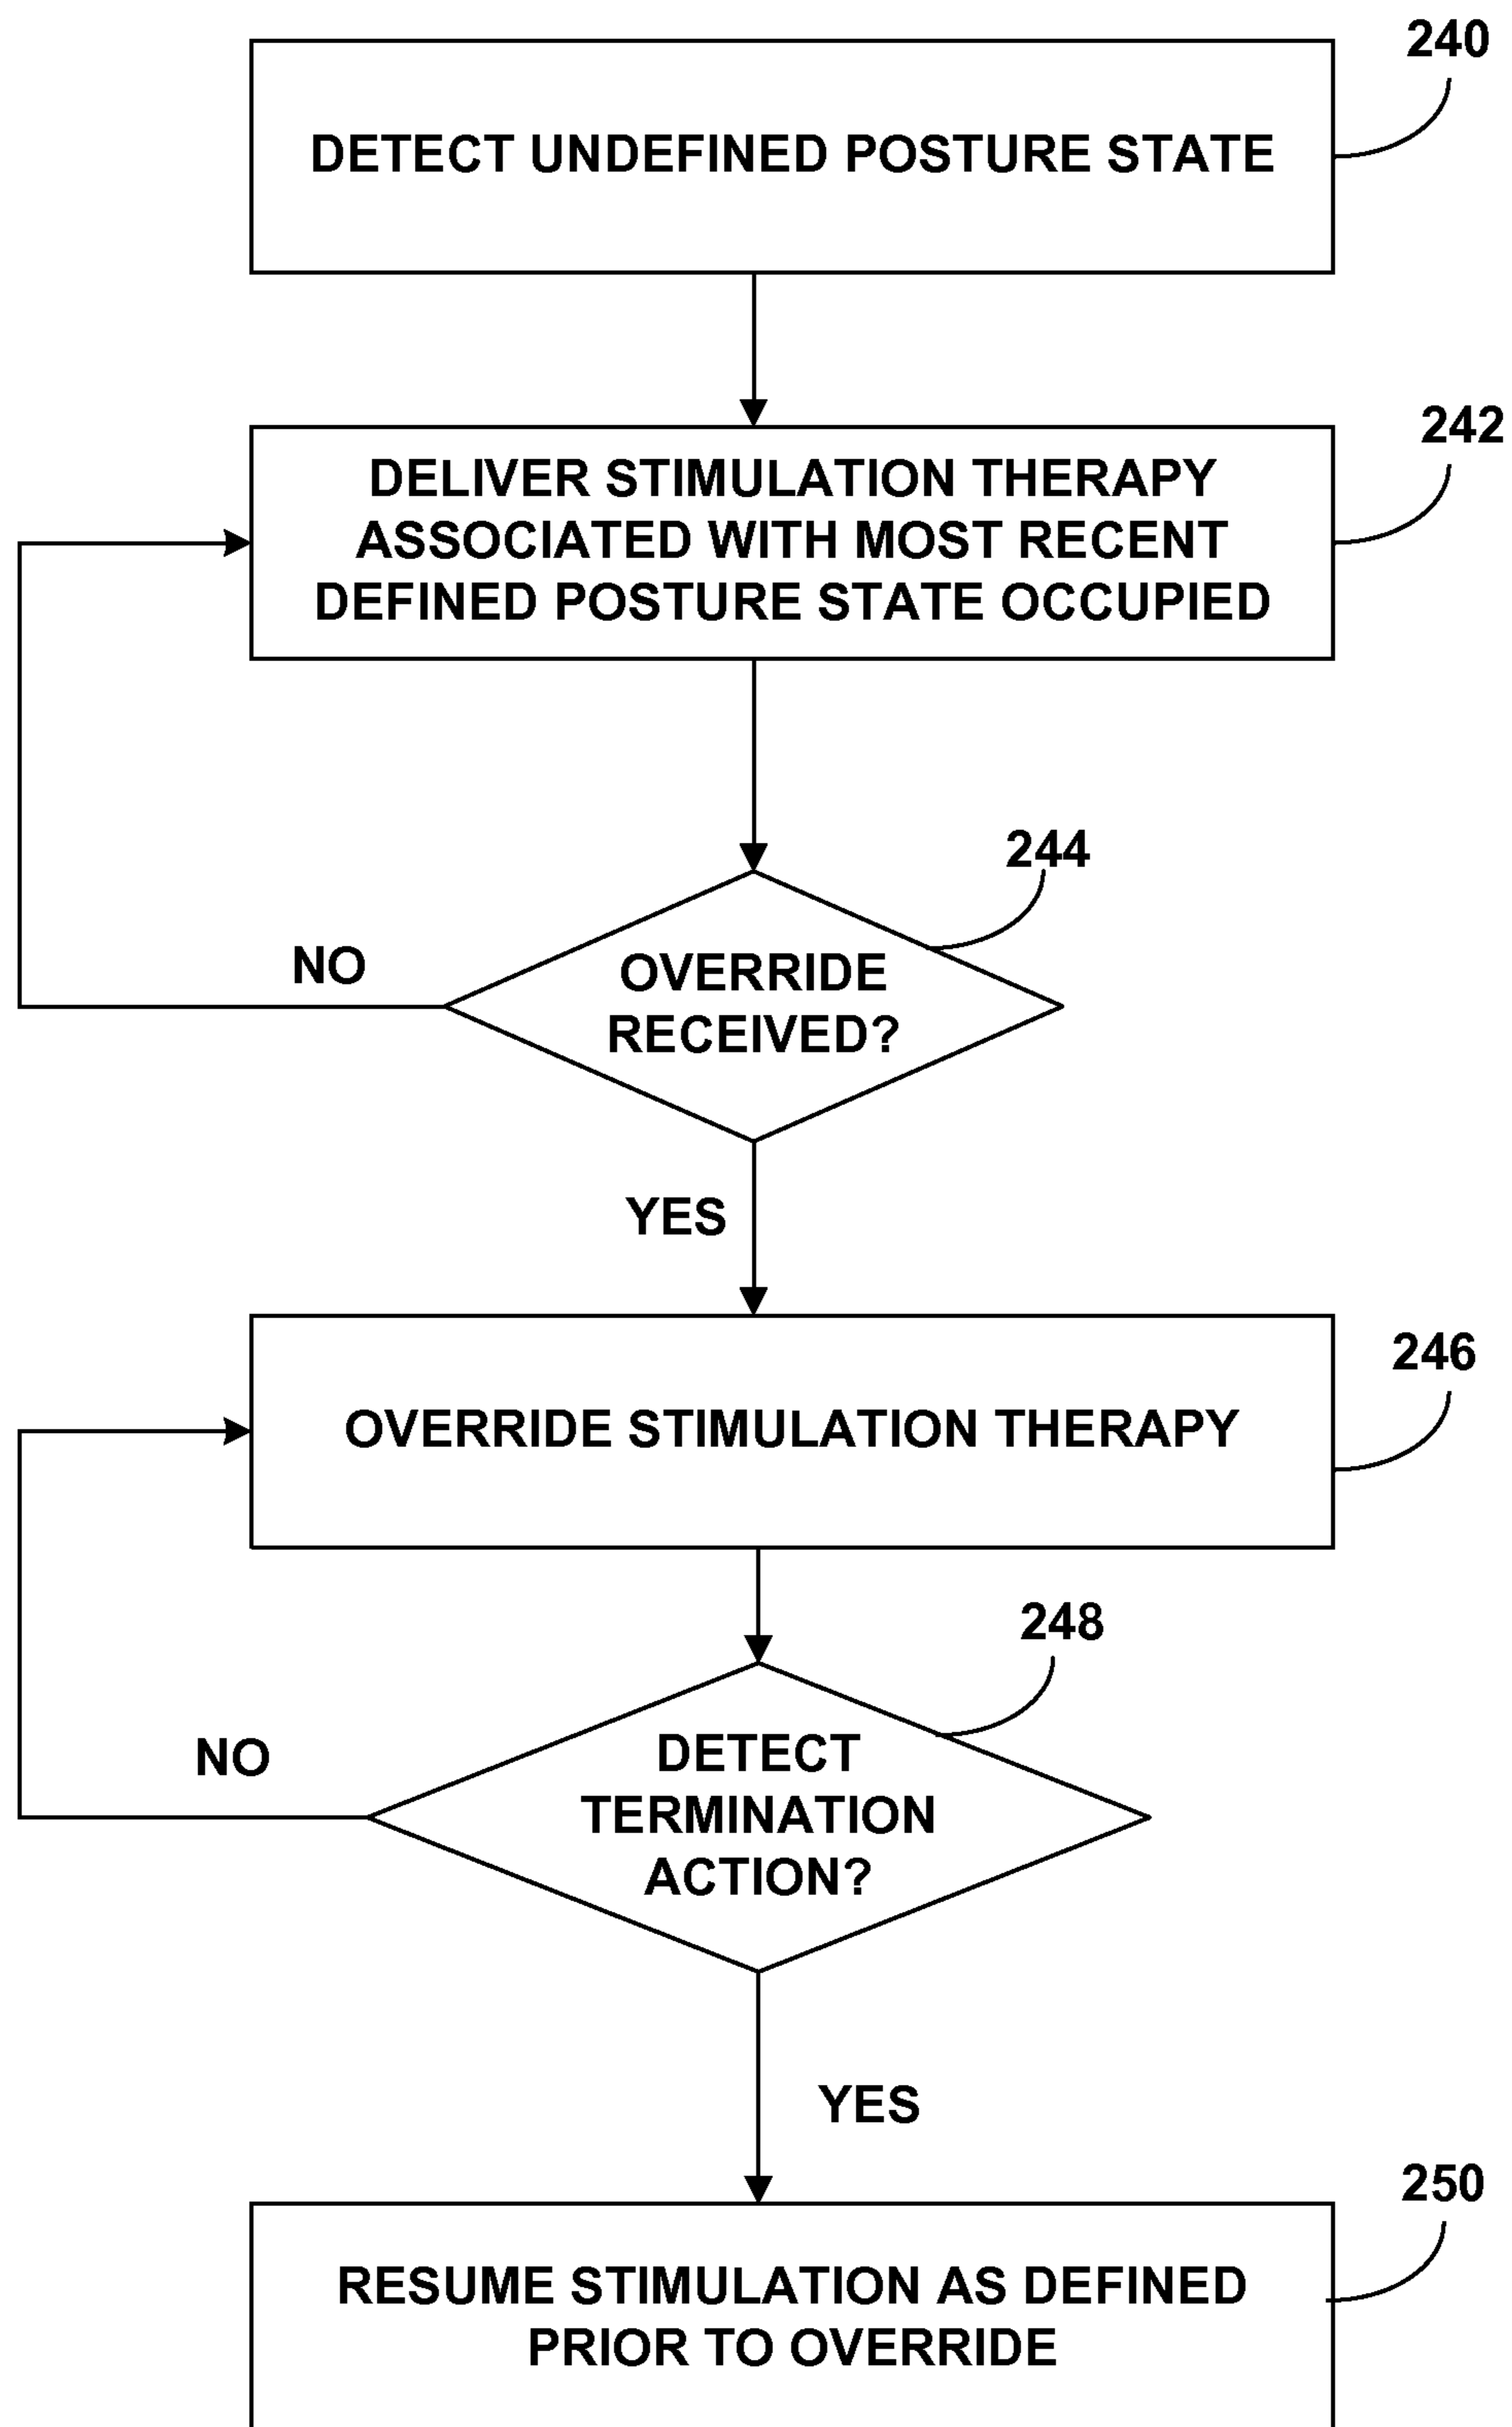 240
DETECT UNDEFINED POSTURE STATE
242
DELIVER STIMULATION THERAPY
ASSOCIATED WITH MOST RECENT
DEFINED POSTURE STATE OCCUPIED
244
NO
OVERRIDE
RECEIVED?
YES
246
OVERRIDE STIMULATION THERAPY
248
NO
DETECT
TERMINATION
ACTION?
YES
250
RESUME STIMULATION AS DEFINED
PRIOR TO OVERRIDE